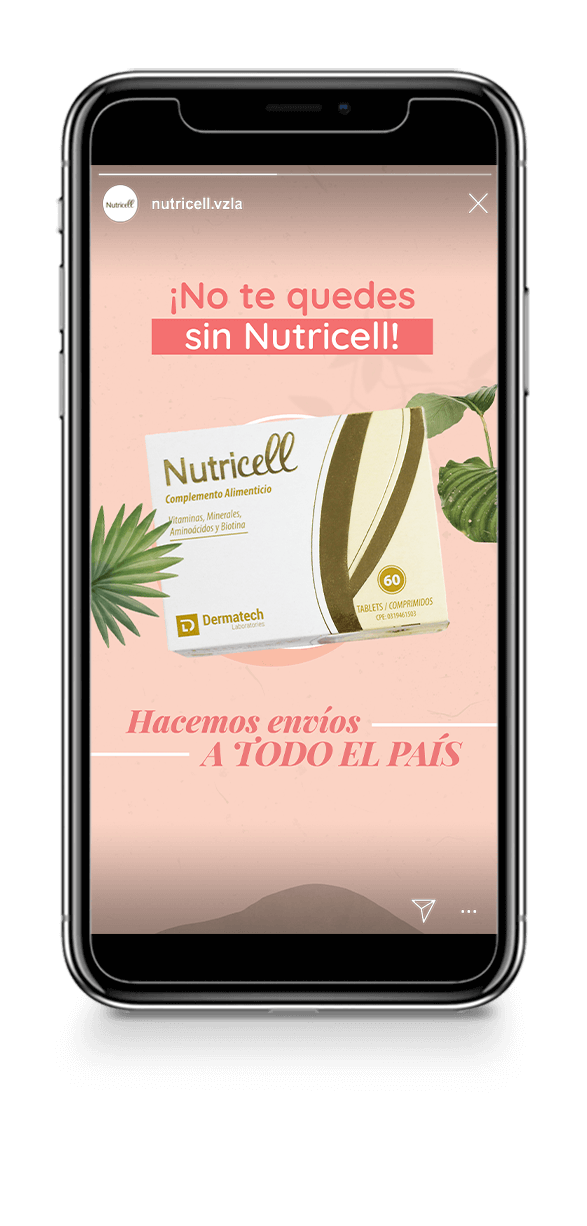 Nutricell
nutricell.vzla
¡No te quedes
sin Nutricell!
Nutricell
Complemento Alimenticio
Vitaminas, Minerales,
Aminoácidos y Biotina
60
TABLETS / COMPRIMIDOS
CPE: 0319461503
Dermatech
Laboratories
Hacemos envíos
A TODO EL PAÍS